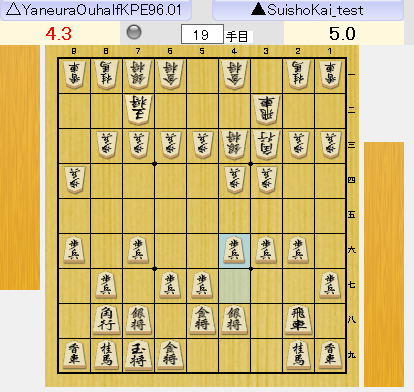 △YaneuraOuhalfKPE96.01 ▲SuishoKai_test
4.3 19 手目 5.0
9 8 7 6 5 4 3 2 1
香車 桂馬 銀将 金将 金将 桂馬 香車 一
王将 飛車 二
歩兵 歩兵 歩兵 歩兵 銀将 角行 歩兵 歩兵 三
歩兵 歩兵 歩兵 四
五
歩兵 歩兵 歩兵 歩兵 歩兵 六
歩兵 歩兵 歩兵 歩兵 七
角行 銀将 金将 銀将 飛車 八
香車 桂馬 玉将 金将 桂馬 香車 九